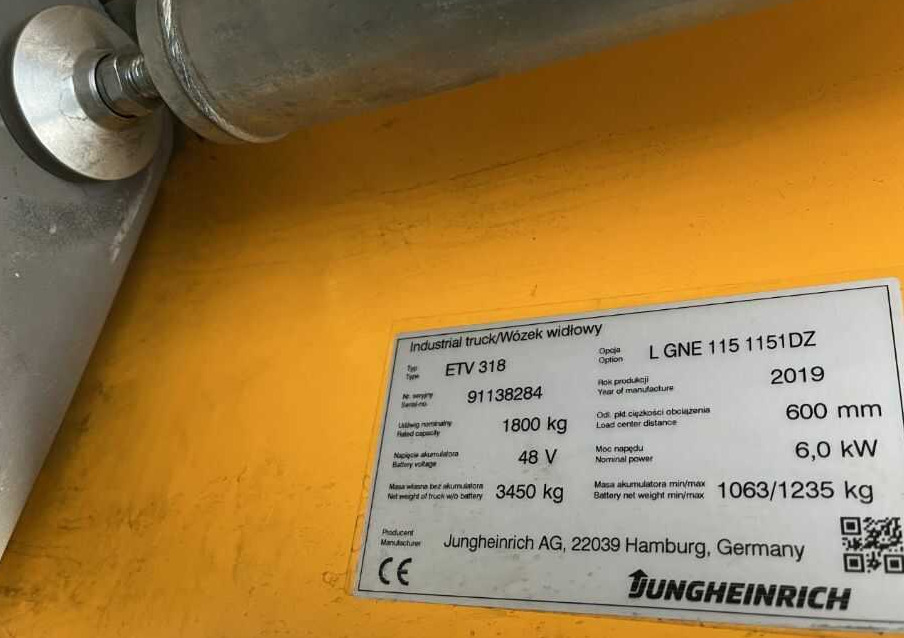 Industrial truck/Wózek widłowy
Typ
Type
ETV 318
Opcja
Option
L GNE 115 1151DZ
Nr. seryjny
Serial-no.
91138284
Rok produkcji
Year of manufacture
2019
Udźwig nominalny
Rated capacity
1800 kg
Odl. pkt ciężkości obciążenia
Load center distance
600 mm
Napięcie akumulatora
Battery voltage
48 V
Moc napędu
Nominal power
6,0 kW
Masa własna bez akumulatora
Net weight of truck w/o battery
3450 kg
Masa akumulatora min/max
Battery net weight min/max
1063/1235 kg
Producent
Manufacturer
Jungheinrich AG, 22039 Hamburg, Germany
CE
JUNGHEINRICH